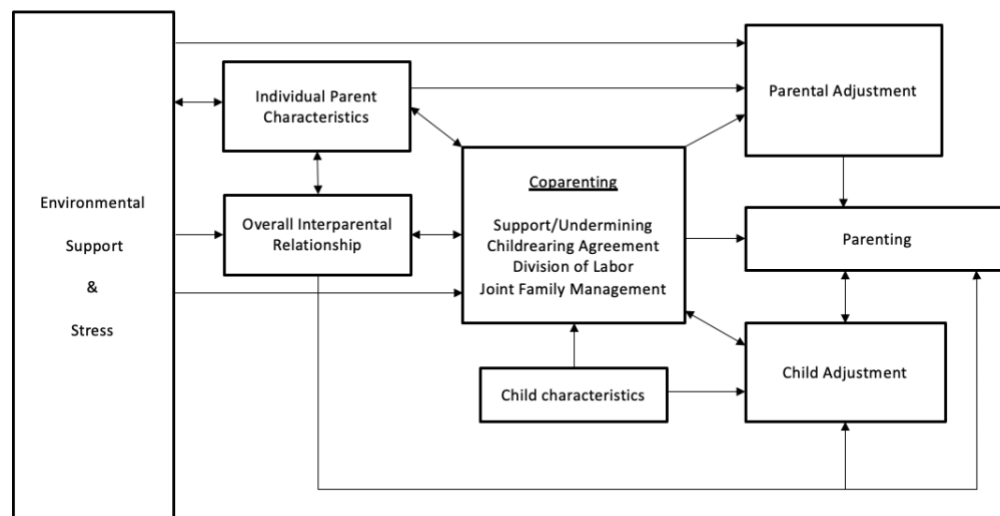 Environmental
Support
&
Stress
Individual Parent
Characteristics
Overall Interparental
Relationship
Coparenting
Support/Undermining
Childrearing Agreement
Division of Labor
Joint Family Management
Child characteristics
Parental Adjustment
Parenting
Child Adjustment